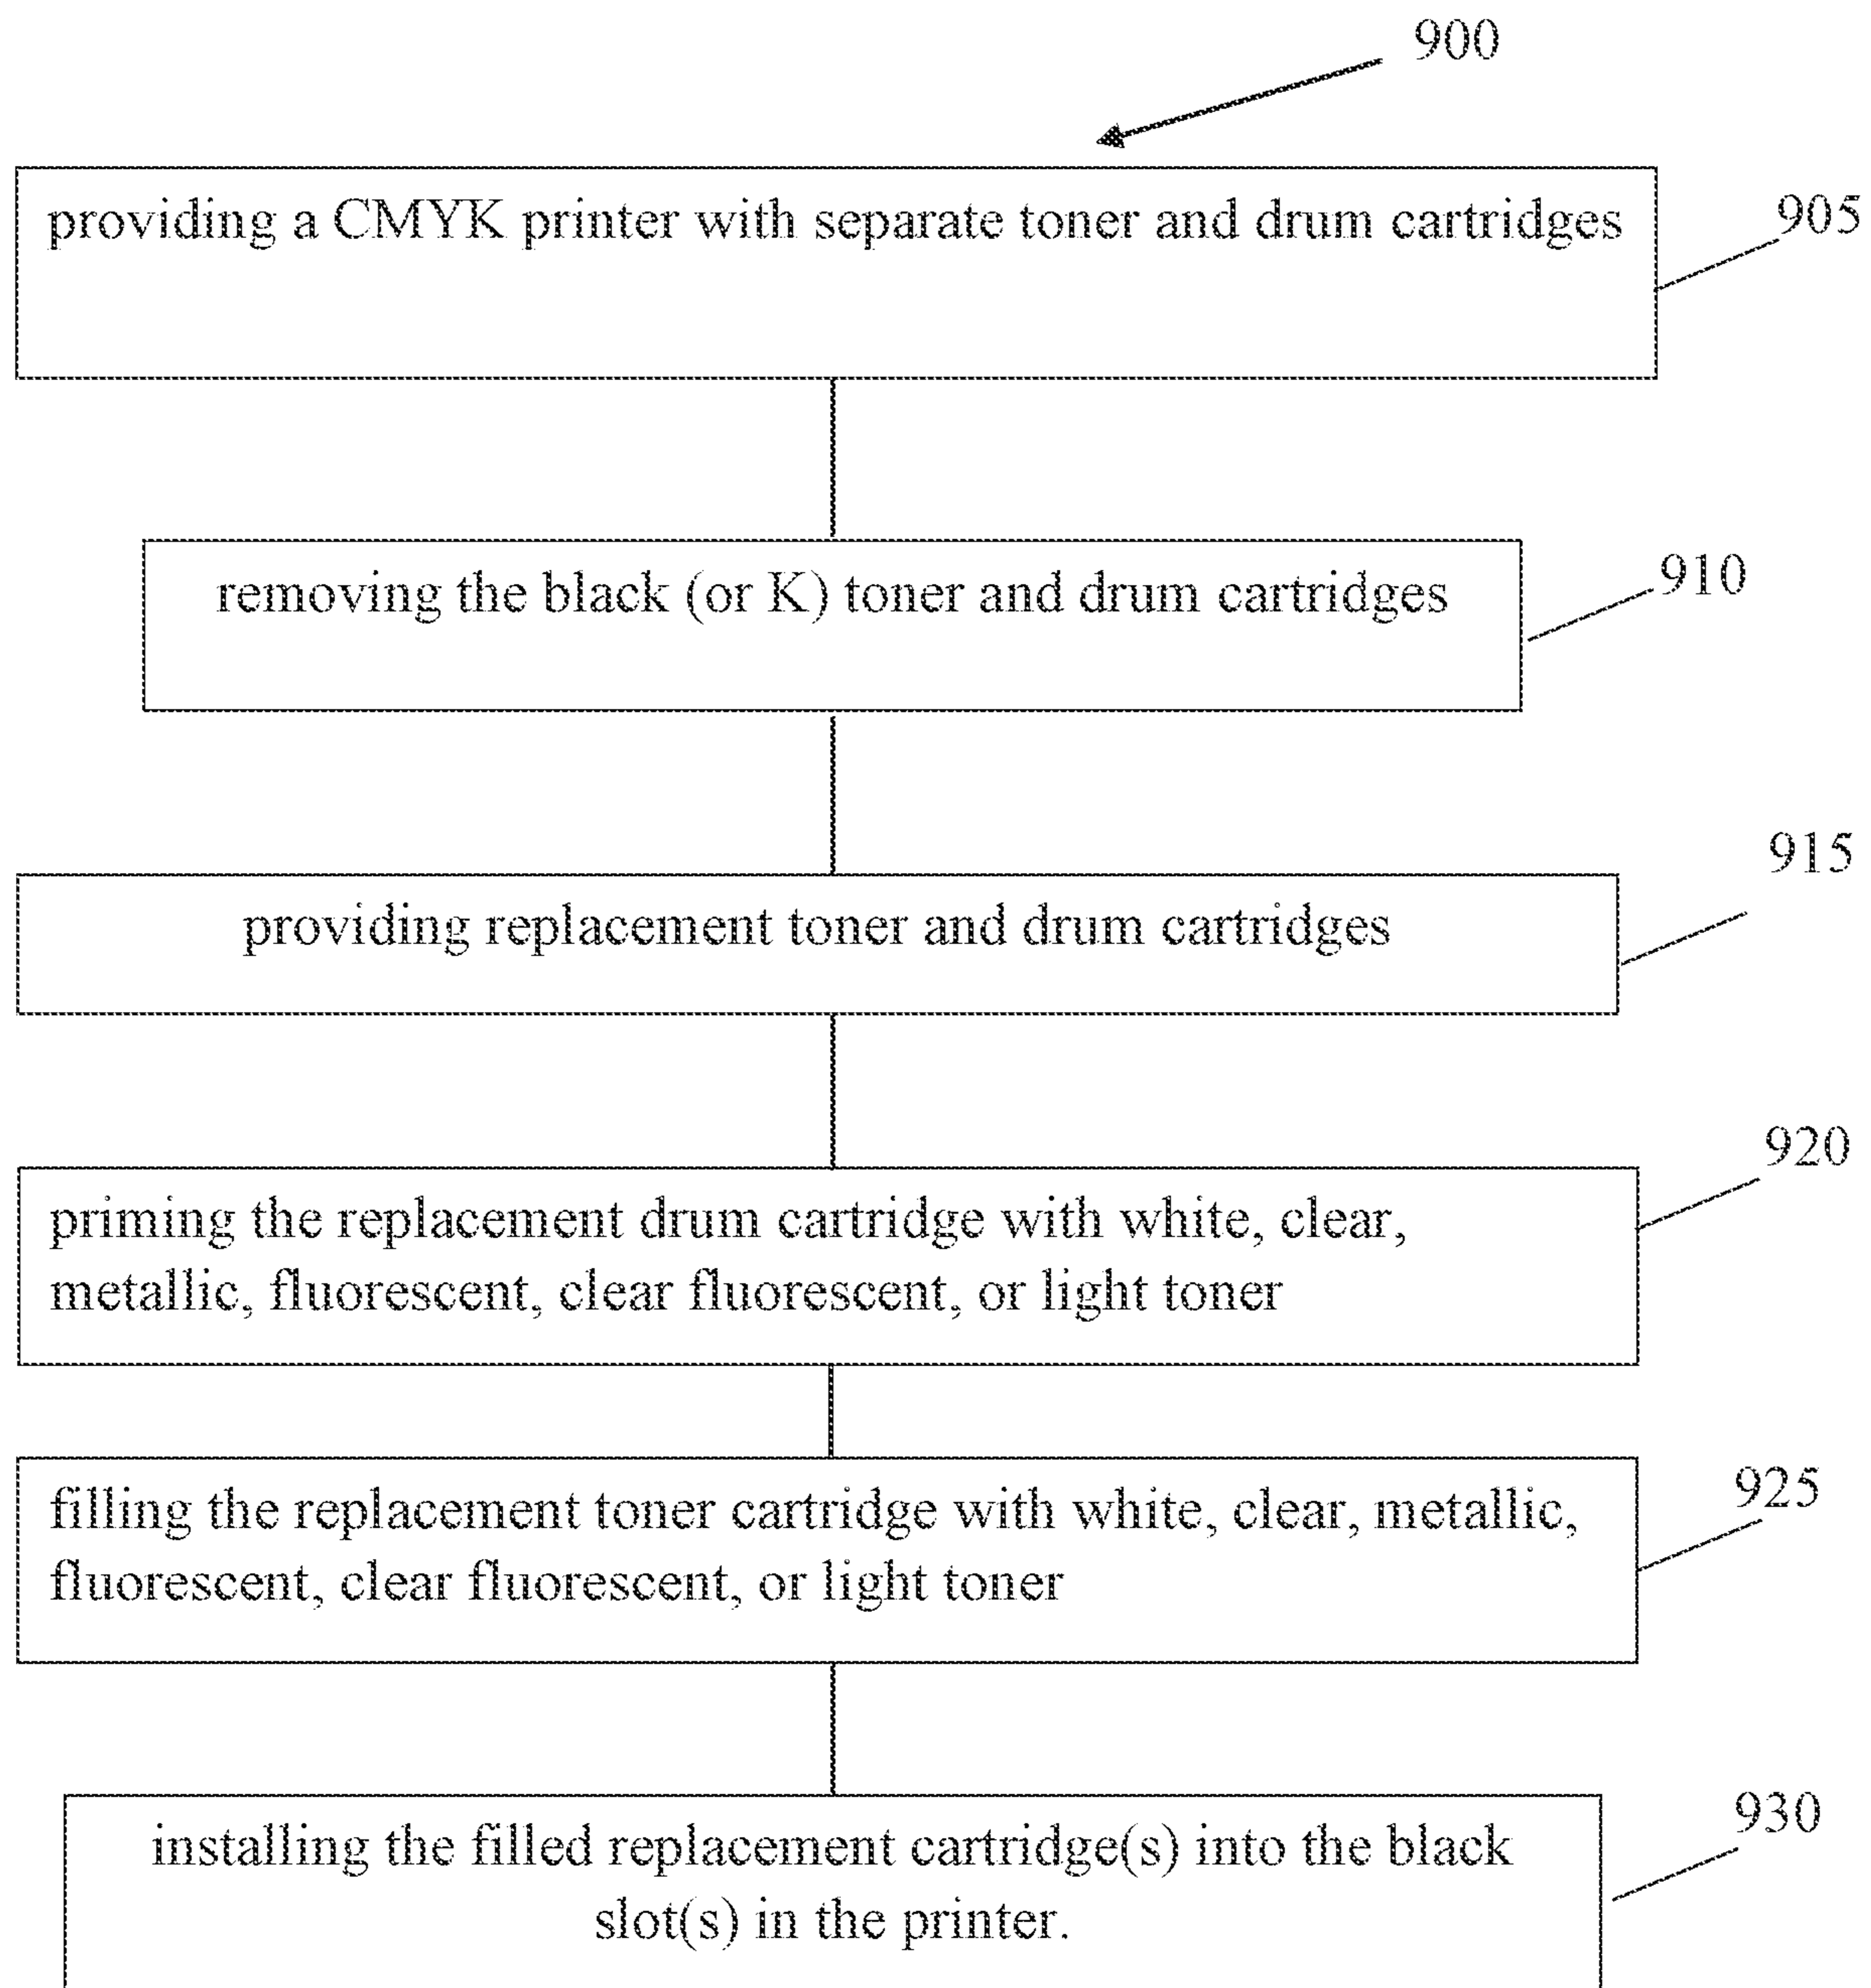 900
providing a CMYK printer with separate toner and drum cartridges
905
removing the black (or K) toner and drum cartridges
910
915
providing replacement toner and drum cartridges
920
priming the replacement drum cartridge with white, clear,
metallic, fluorescent, clear fluorescent, or light toner
925
filling the replacement toner cartridge with white, clear, metallic,
fluorescent, clear fluorescent, or light toner
930
installing the filled replacement cartridge(s) into the black
slot(s) in the printer.